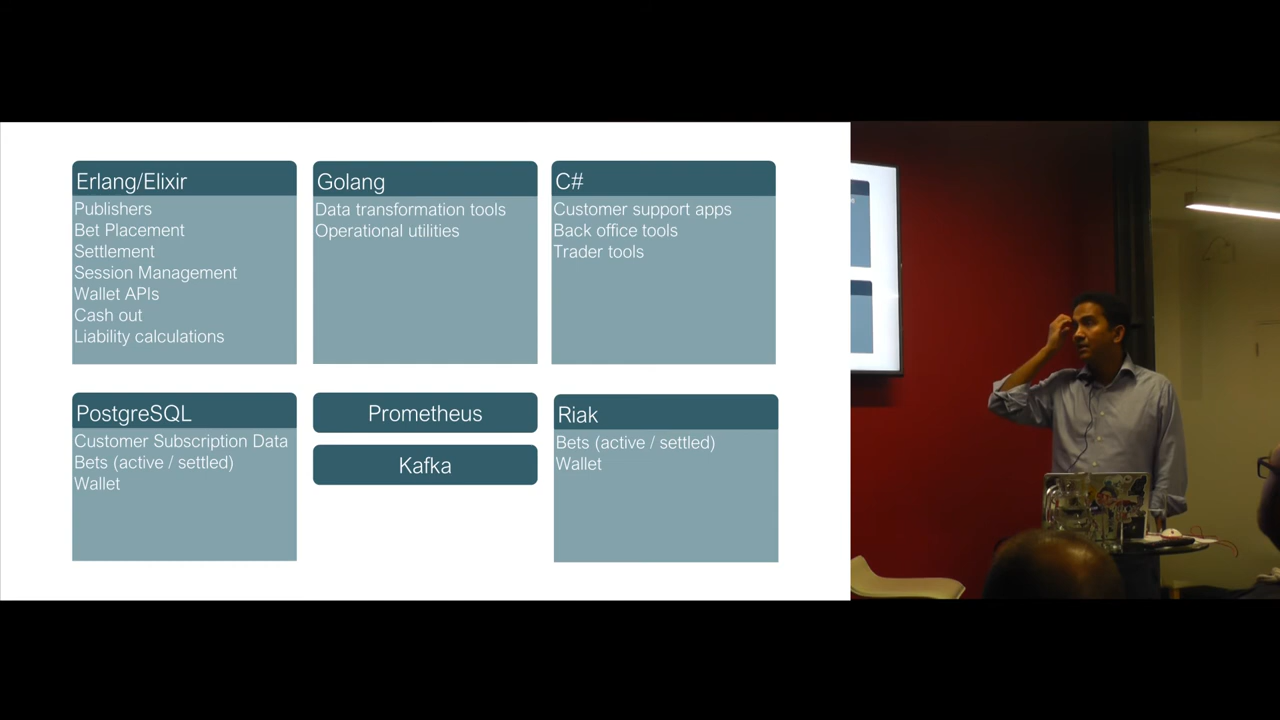 Erlang/Elixir
Publishers
Bet Placement
Settlement
Session Management
Wallet APIs
Cash out
Liability calculations
Golang
Data transformation tools
Operational utilities
C#
Customer support apps
Back office tools
Trader tools
PostgreSQL
Customer Subscription Data
Bets (active / settled)
Wallet
Prometheus
Kafka
Riak
Bets (active / settled)
Wallet